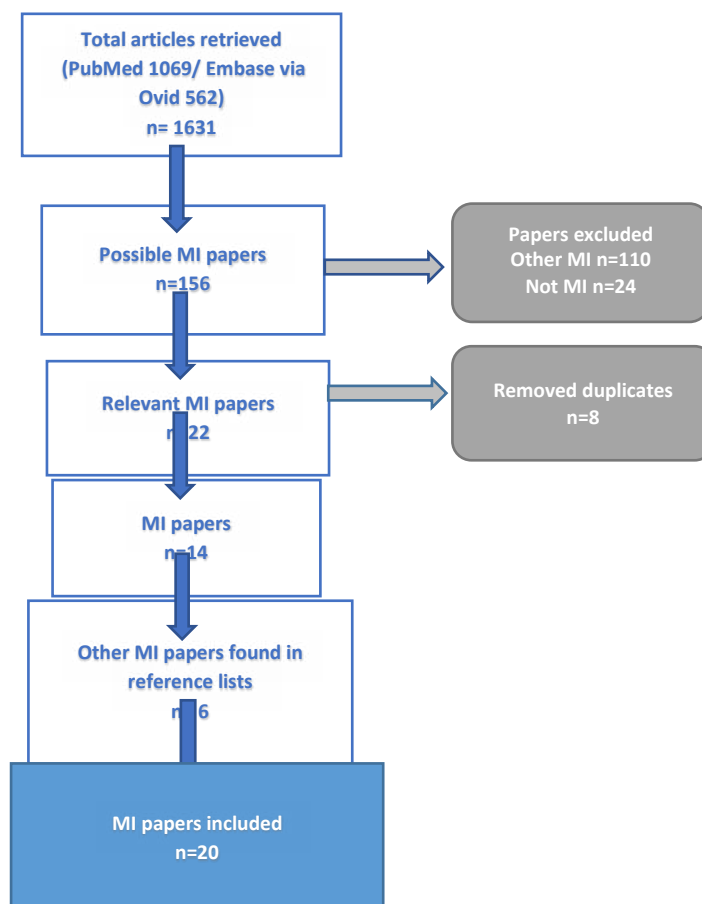 Total articles retrieved
(PubMed 1069/ Embase via
Ovid 562)
n= 1631
Possible MI papers
n=156
Papers excluded
Other MI n=110
Not MI n=24
Relevant MI papers
n=22
Removed duplicates
n=8
MI papers
n=14
Other MI papers found in
reference lists
n=6
MI papers included
n=20